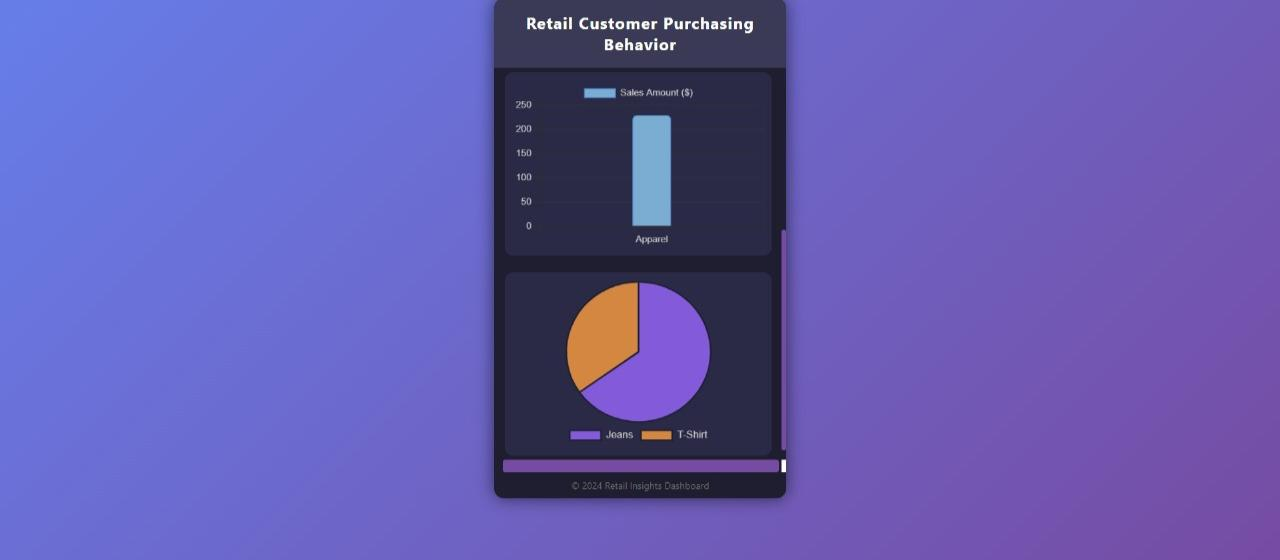 Retail Customer Purchasing
Behavior
Sales Amount ($)
250
200
150
100
50
0
Apparel
Jeans
T-Shirt
© 2024 Retail Insights Dashboard